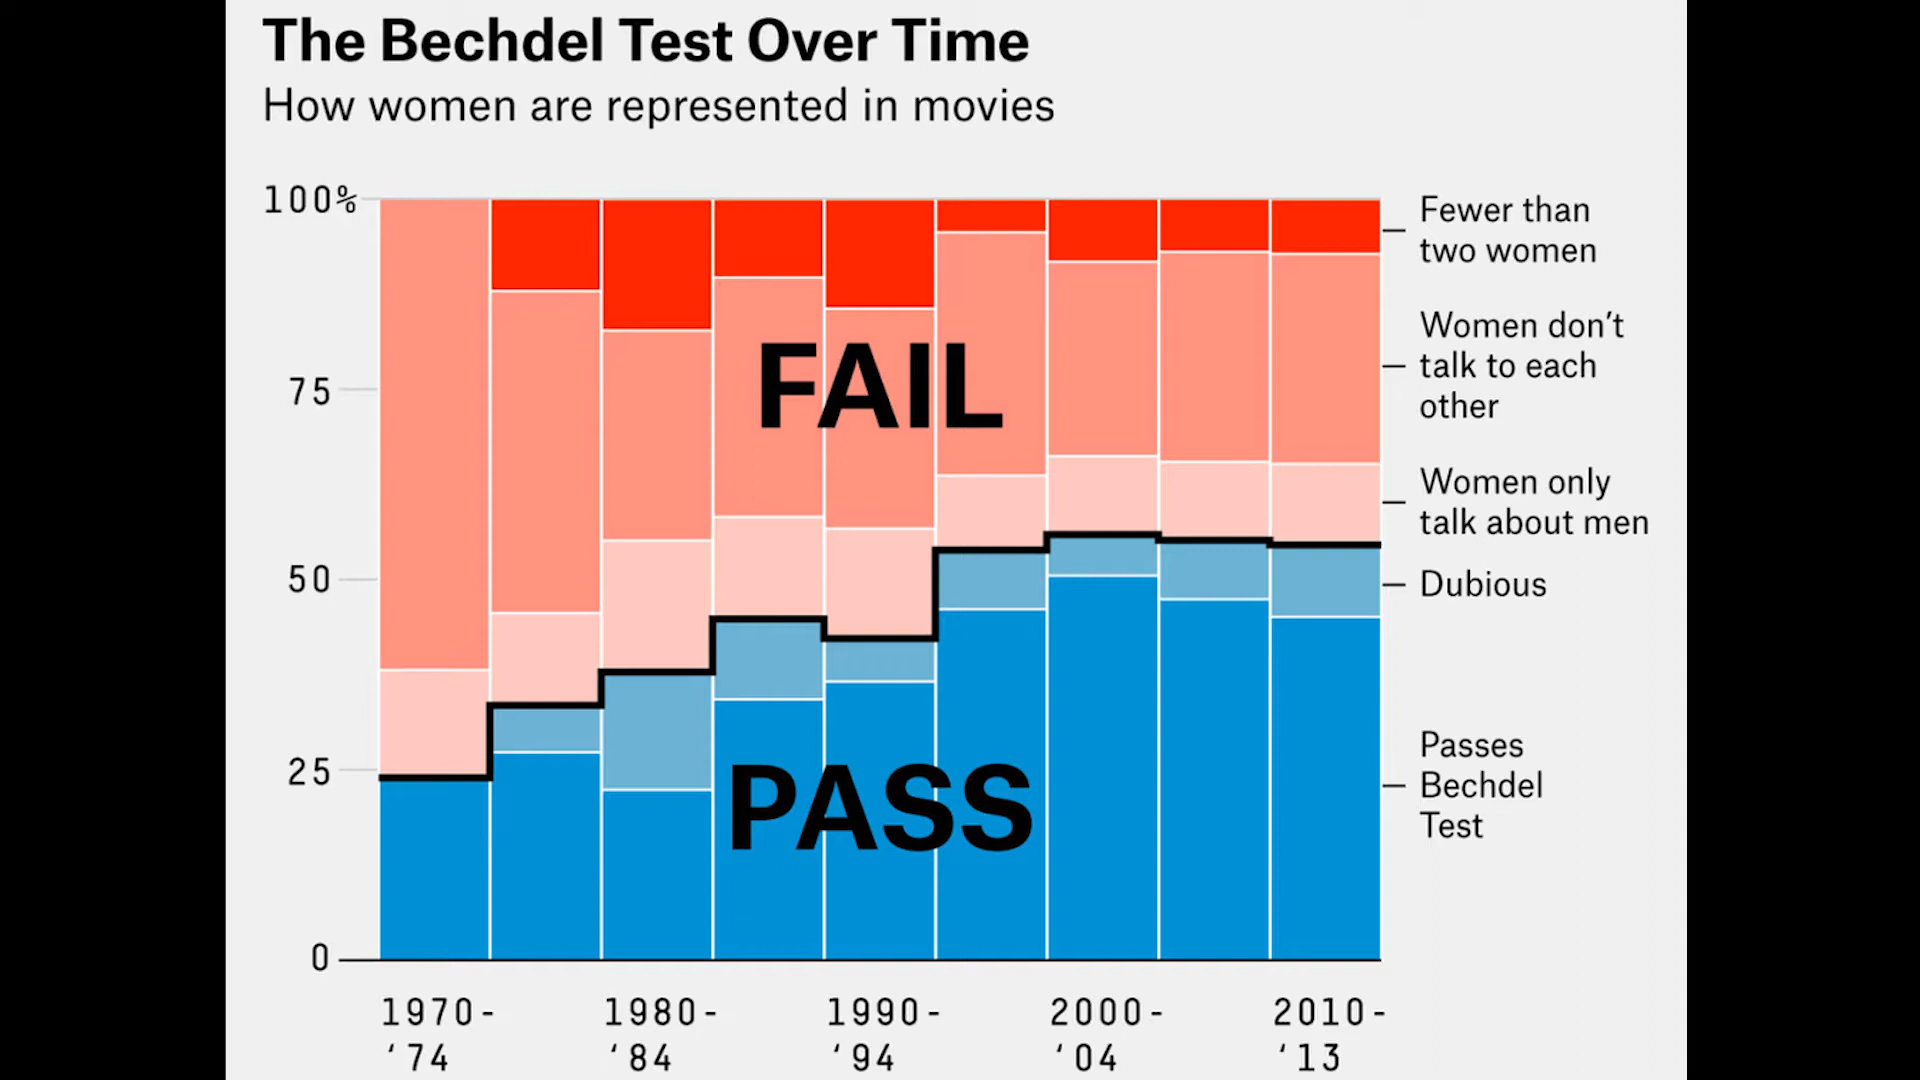 The Bechdel Test Over Time
How women are represented in movies
100%
75
50
25
0
FAIL
PASS
Fewer than
two women
Women don’t
talk to each
other
Women only
talk about men
Dubious
Passes
Bechdel
Test
1970- 1980- 1990- 2000- 2010-
‘74 ‘84 ‘94 ‘04 ‘13